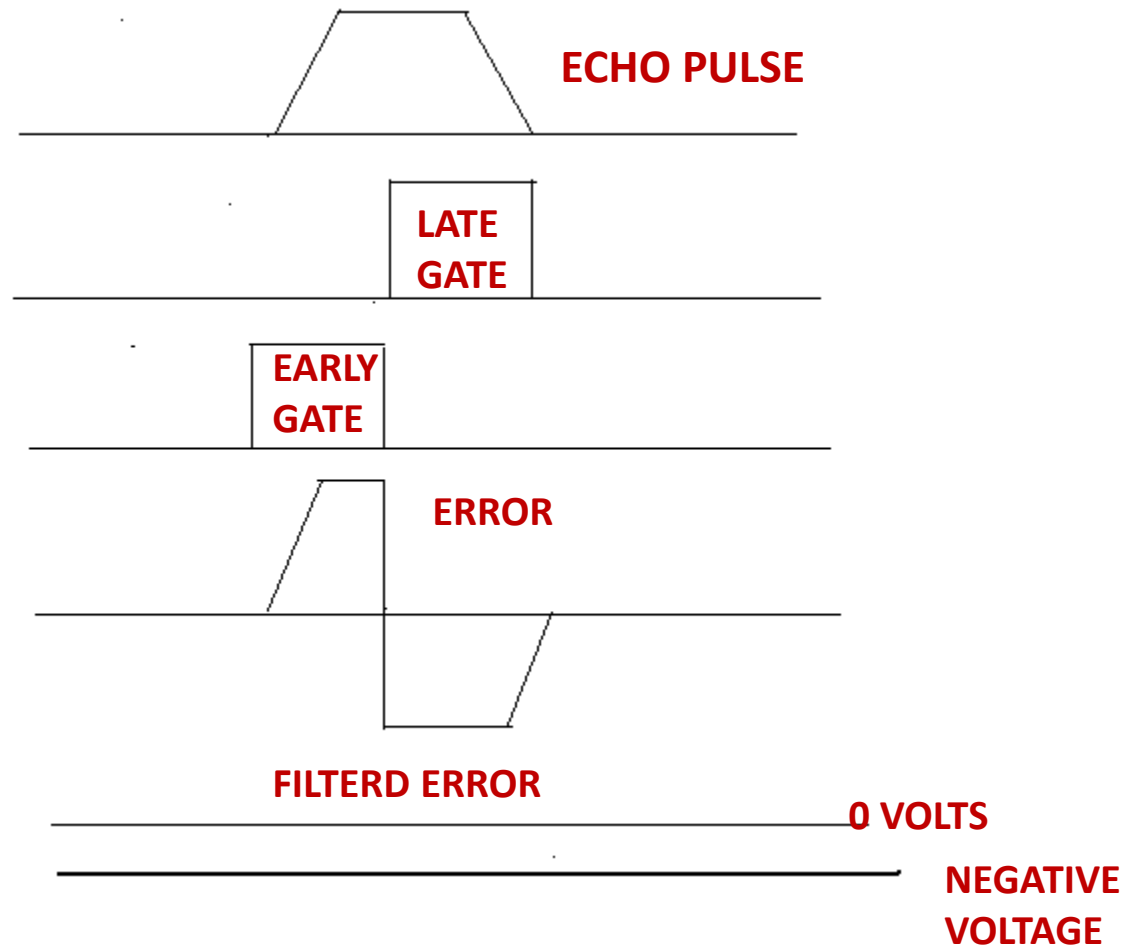 ECHO PULSE
LATE
GATE
EARLY
GATE
ERROR
FILTERD ERROR
0 VOLTS
NEGATIVE
VOLTAGE